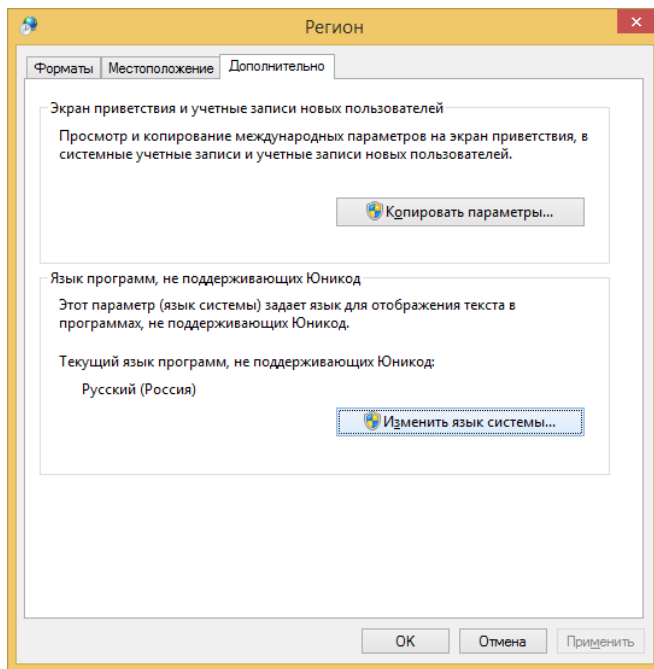 Регион
Форматы
Местоположение
Дополнительно
Экран приветствия и учетные записи новых пользователей
Просмотр и копирование международных параметров на экран приветствия, в
системные учетные записи и учетные записи новых пользователей.
Копировать параметры...
Язык программ, не поддерживающих Юникод
Этот параметр (язык системы) задает язык для отображения текста в
программах, не поддерживающих Юникод.
Текущий язык программ, не поддерживающих Юникод:
Русский (Россия)
Изменить язык системы...
OK
Отмена
Применить